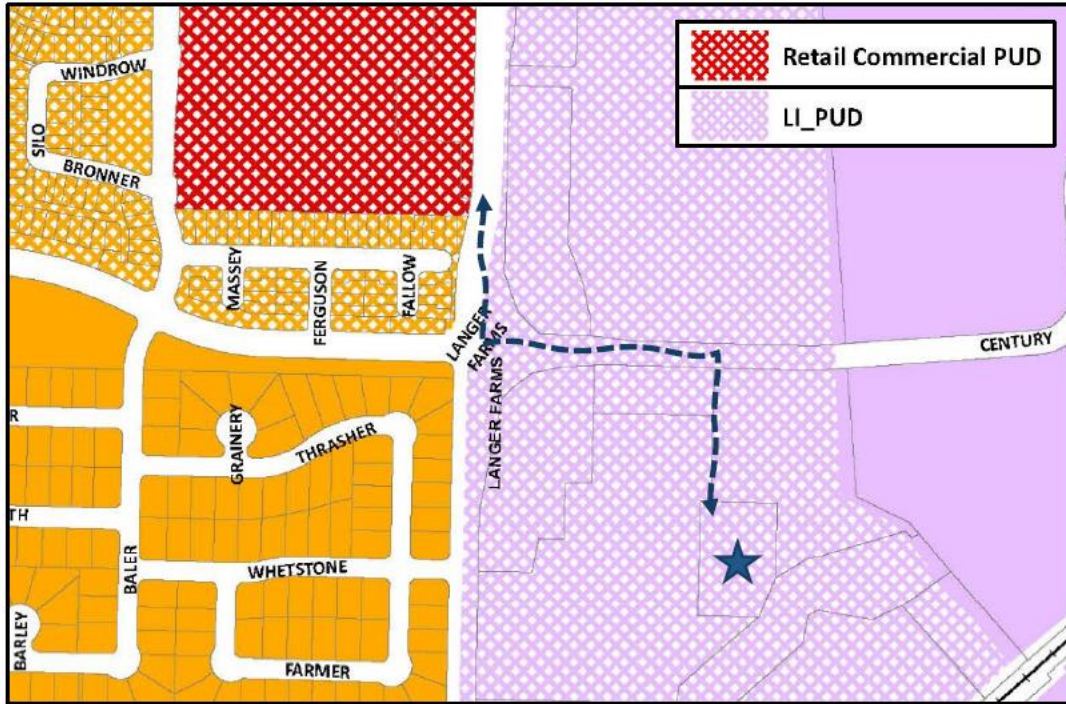 Retail Commercial PUD
LI_PUD
WINDROW
SILO
BRONNER
MASSEY
FERGUSON
FALLOW
LANGER
FARMS
CENTURY
LANGER FARMS
R
GRAINERY
THRASHER
TH
BALER
WHETSTONE
BARLEY
FARMER